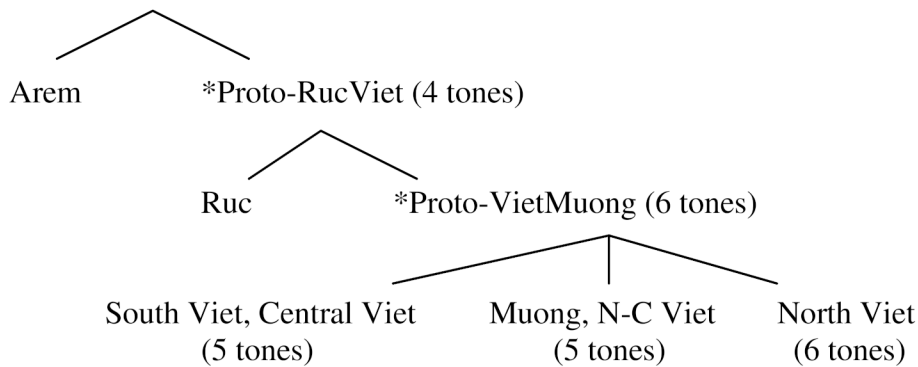 Arem *Proto-RucViet (4 tones)
Ruc *Proto-VietMuong (6 tones)
South Viet, Central Viet Muong, N-C Viet North Viet
(5 tones) (5 tones) (6 tones)